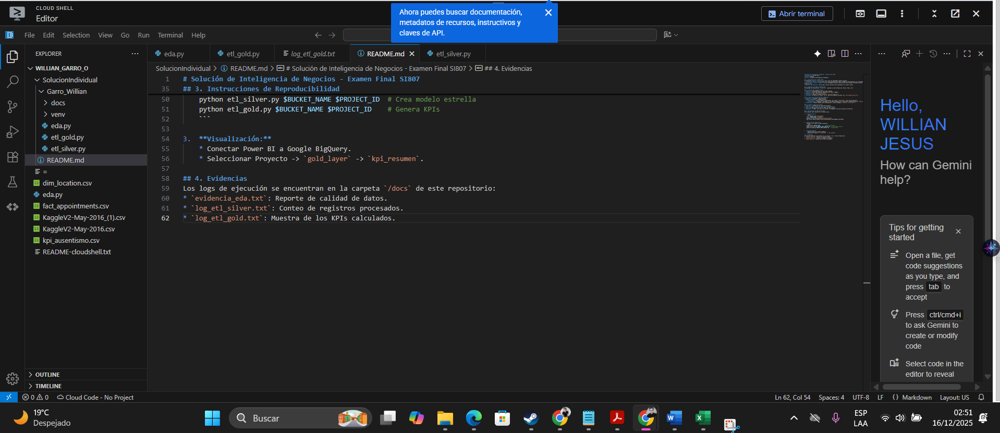 CLOUD SHELL
Editor
Ahora puedes buscar documentación,
metadatos de recursos, instructivos y
claves de API.
Abrir terminal
File Edit Selection View Go Run Terminal Help
EXPLORER
eda.py
etl_gold.py
log_etl_gold.txt
README.md
etl_silver.py
WILLIAN_GARRO_O
SolucionIndividual
Garro_Willian
docs
venv
eda.py
etl_gold.py
etl_silver.py
README.md
=
dim_location.csv
eda.py
fact_appointments.csv
KaggleV2-May-2016_(1).csv
KaggleV2-May-2016.csv
kpi_ausentismo.csv
README-cloudshell.txt
OUTLINE
TIMELINE
SolucionIndividual > README.md > # Solución de Inteligencia de Negocios - Examen Final SI807 > ## 4. Evidencias
1 # Solución de Inteligencia de Negocios - Examen Final SI807
35 ## 3. Instrucciones de Reproducibilidad
50 python etl_silver.py $BUCKET_NAME $PROJECT_ID # Crea modelo estrella
51 python etl_gold.py $BUCKET_NAME $PROJECT_ID # Genera KPIs
52 ```
53
54 3. **Visualización:**
55 * Conectar Power BI a Google BigQuery.
56 * Seleccionar Proyecto -> `gold_layer` -> `kpi_resumen`.
57
58 ## 4. Evidencias
59 Los logs de ejecución se encuentran en la carpeta `/docs` de este repositorio:
60 * `evidencia_eda.txt`: Reporte de calidad de datos.
61 * `log_etl_silver.txt`: Conteo de registros procesados.
62 * `log_etl_gold.txt`: Muestra de los KPIs calculados.
Hello,
WILLIAN
JESUS
How can Gemini
help?
Tips for getting
started
Open a file, get
code suggestions
as you type, and
press tab to
accept
Press ctrl/cmd+i
to ask Gemini to
create or modify
code
Select code in the
editor to reveal
0 0 Cloud Code - No Project
Ln 62, Col 54 Spaces: 4 UTF-8 LF {} Markdown Layout: US
19°C
Despejado
Buscar
ESP
LAA
02:51
16/12/2025